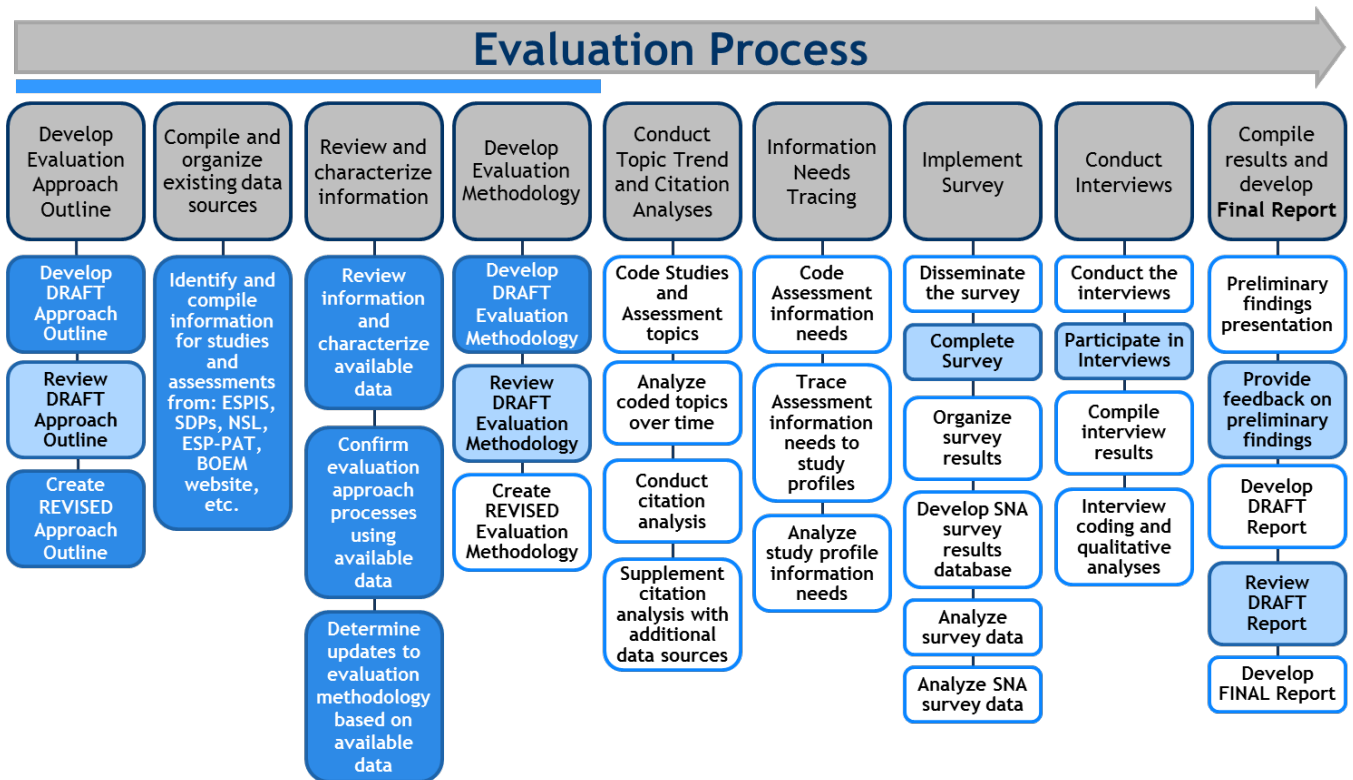 Evaluation Process
Develop
Evaluation
Approach
Outline
Develop
DRAFT
Approach
Outline
Review
DRAFT
Approach
Outline
Create
REVISED
Approach
Outline
Compile and
organize
existing data
sources
Identify and
compile
information
for studies
and
assessments
from: ESPIS,
SDPs, NSL,
ESP-PAT,
BOEM
website,
etc.
Review and
characterize
information
Review
information
and
characterize
available
data
Confirm
evaluation
approach
processes
using
available
data
Determine
updates to
evaluation
methodology
based on
available
data
Develop
Evaluation
Methodology
Develop
DRAFT
Evaluation
Methodology
Review
DRAFT
Evaluation
Methodology
Create
REVISED
Evaluation
Methodology
Conduct
Topic Trend
and Citation
Analyses
Code Studies
and
Assessment
topics
Analyze
coded topics
over time
Conduct
citation
analysis
Supplement
citation
analysis with
additional
data sources
Information
Needs
Tracing
Code
Assessment
information
needs
Trace
Assessment
information
needs to
study
profiles
Analyze
study profile
information
needs
Implement
Survey
Disseminate
the survey
Complete
Survey
Organize
survey
results
Develop SNA
survey
results
database
Analyze
survey data
Analyze SNA
survey data
Conduct
Interviews
Conduct the
interviews
Participate in
Interviews
Compile
interview
results
Interview
coding and
qualitative
analyses
Compile
results and
develop
Final Report
Preliminary
findings
presentation
Provide
feedback on
preliminary
findings
Develop
DRAFT
Report
Review
DRAFT
Report
Develop
FINAL Report